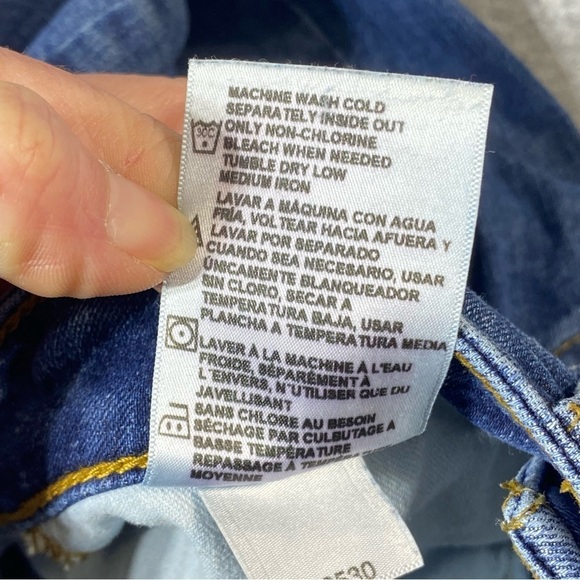 MACHINE WASH COLD
SEPARATELY INSIDE OUT
ONLY NON-CHLORINE
BLEACH WHEN NEEDED
TUMBLE DRY LOW
MEDIUM IRON
LAVAR A MÁQUINA CON AGUA
FRÍA, VOLTEAR HACIA AFUERA Y
LAVAR POR SEPARADO
CUANDO SEA NECESARIO, USAR
ÚNICAMENTE BLANQUEADOR
SIN CLORO, SECAR A
TEMPERATURA BAJA, USAR
PLANCHA A TEMPERATURA MEDIA
LAVER À LA MACHINE À L'EAU
FROIDE, SÉPARÉMENT À
L'ENVERS, N'UTILISER QUE DU
JAVELLISANT
SANS CHLORE AU BESOIN
SÉCHAGE PAR CULBUTAGE À
BASSE TEMPÉRATURE
REPASSAGE À
MOYENNE
530